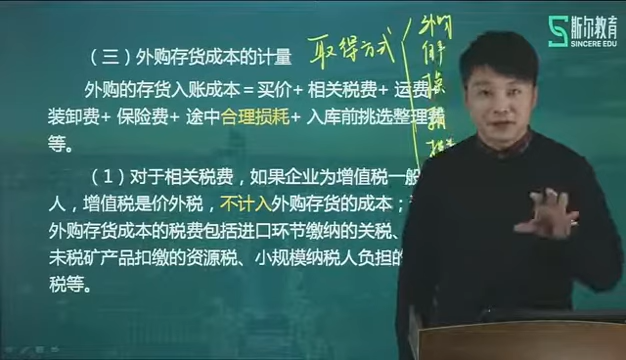 斯尔教育
SINCERE EDU
取得方式
外购
（三）外购存货成本的计量
外购的存货入账成本＝买价＋相关税费＋运费
装卸费＋保险费＋途中合理损耗＋入库前挑选整理费
等。
（1）对于相关税费，如果企业为增值税一般
人，增值税是价外税，不计入外购存货的成本；
外购存货成本的税费包括进口环节缴纳的关税、
未税矿产品扣缴的资源税、小规模纳税人负担的
税等。